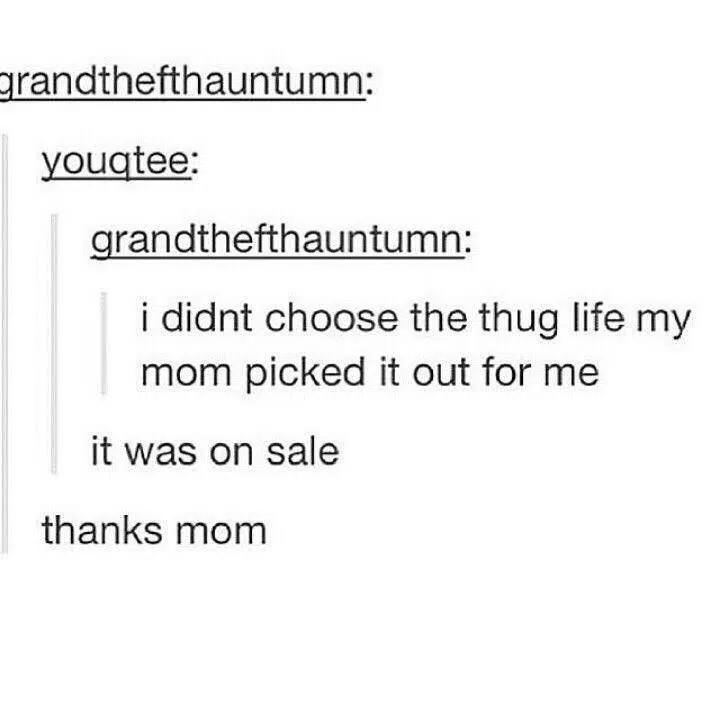 grandthefthauntumn:
youqtee:
grandthefthauntumn:
i didnt choose the thug life my
mom picked it out for me
it was on sale
thanks mom